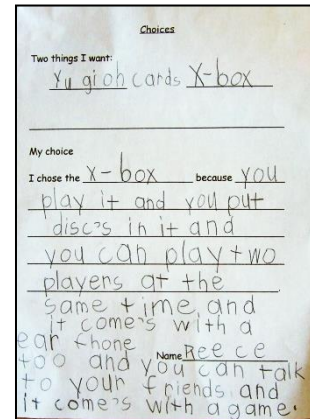 Choices
Two things I want:
Yu gi oh cards X-box
My choice
I chose the X-box because you
play it and you put
disc's in it and
you can play two
players at the
same time, and
it come's with a
ear fhone
Name Reece
too and you can talk
to your friends and
it come's with a game.